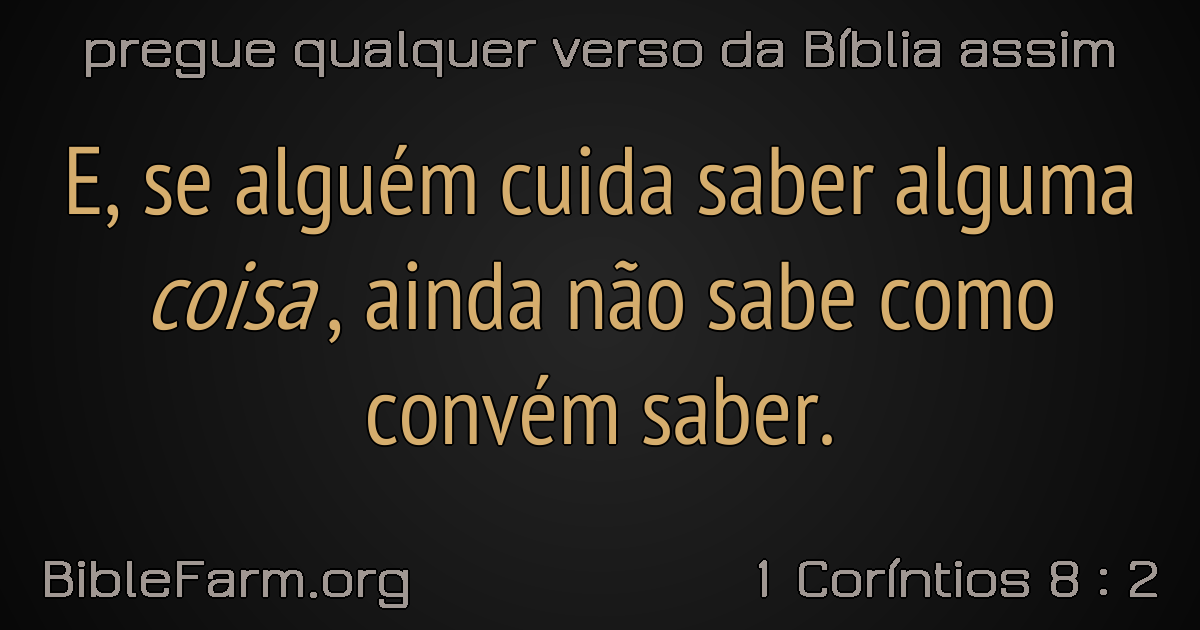 pregue qualquer verso da Bíblia assim
E, se alguém cuida saber alguma
coisa, ainda não sabe como
convém saber.
BibleFarm.org
1 Coríntios 8 : 2